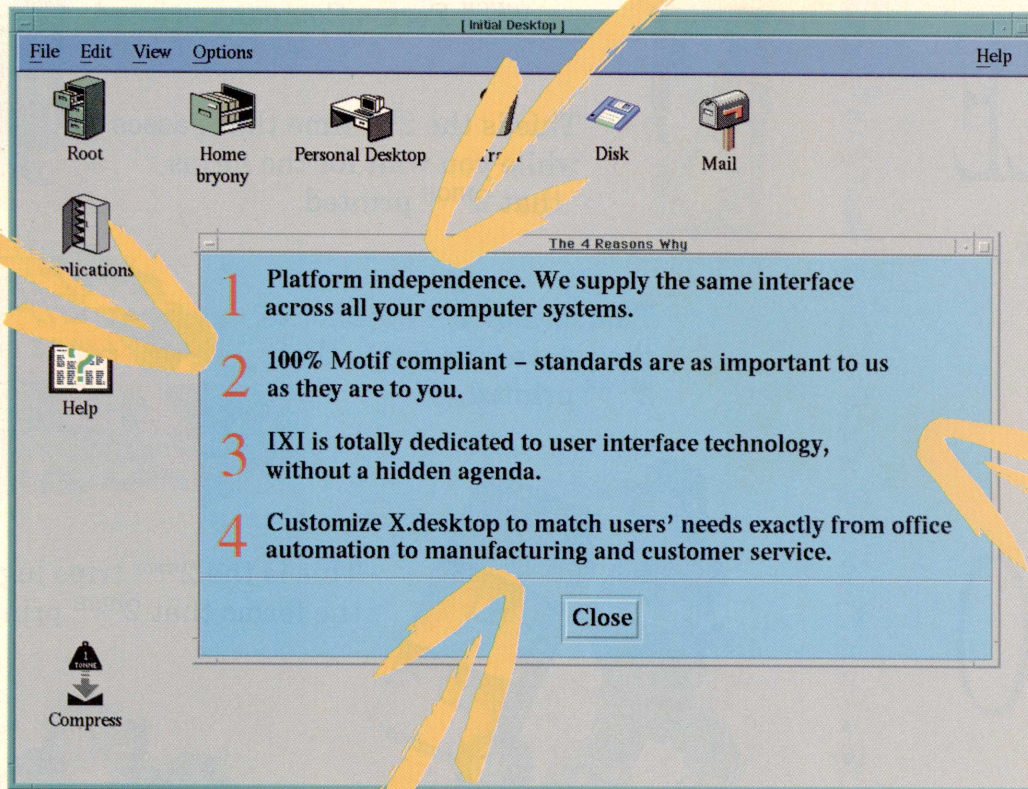 [ Initial Desktop ]
File Edit View Options Help
Root
Home
bryony
Personal Desktop
Disk
Mail
The 4 Reasons Why
1 Platform independence. We supply the same interface
across all your computer systems.
2 100% Motif compliant – standards are as important to us
as they are to you.
3 IXI is totally dedicated to user interface technology,
without a hidden agenda.
4 Customize X.desktop to match users’ needs exactly from office
automation to manufacturing and customer service.
Close
Help
1
TONNE
Compress